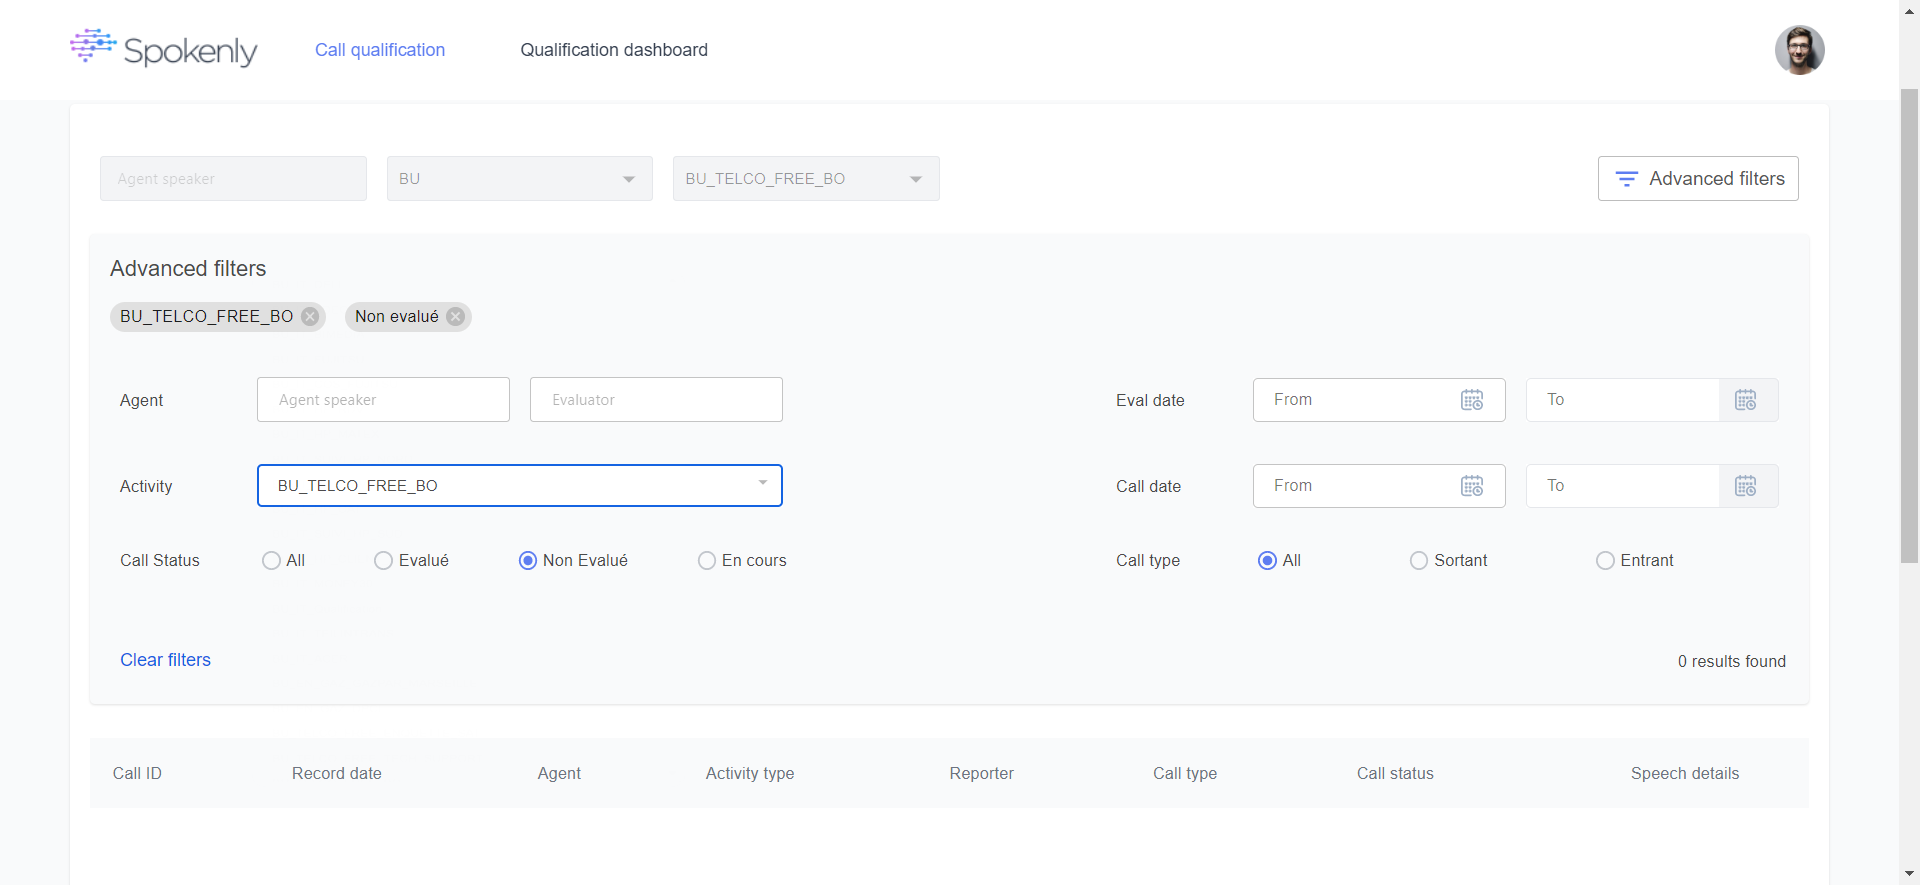 Spokenly
Call qualification
Qualification dashboard
Agent speaker
BU
BU_TELCO_FREE_BO
Advanced filters
Advanced filters
BU_TELCO_FREE_BO
Non evalué
Agent
Agent speaker
Evaluator
Eval date
From
To
Activity
BU_TELCO_FREE_BO
Call date
From
To
Call Status
All
Evalué
Non Evalué
En cours
Call type
All
Sortant
Entrant
Clear filters
0 results found
Call ID
Record date
Agent
Activity type
Reporter
Call type
Call status
Speech details